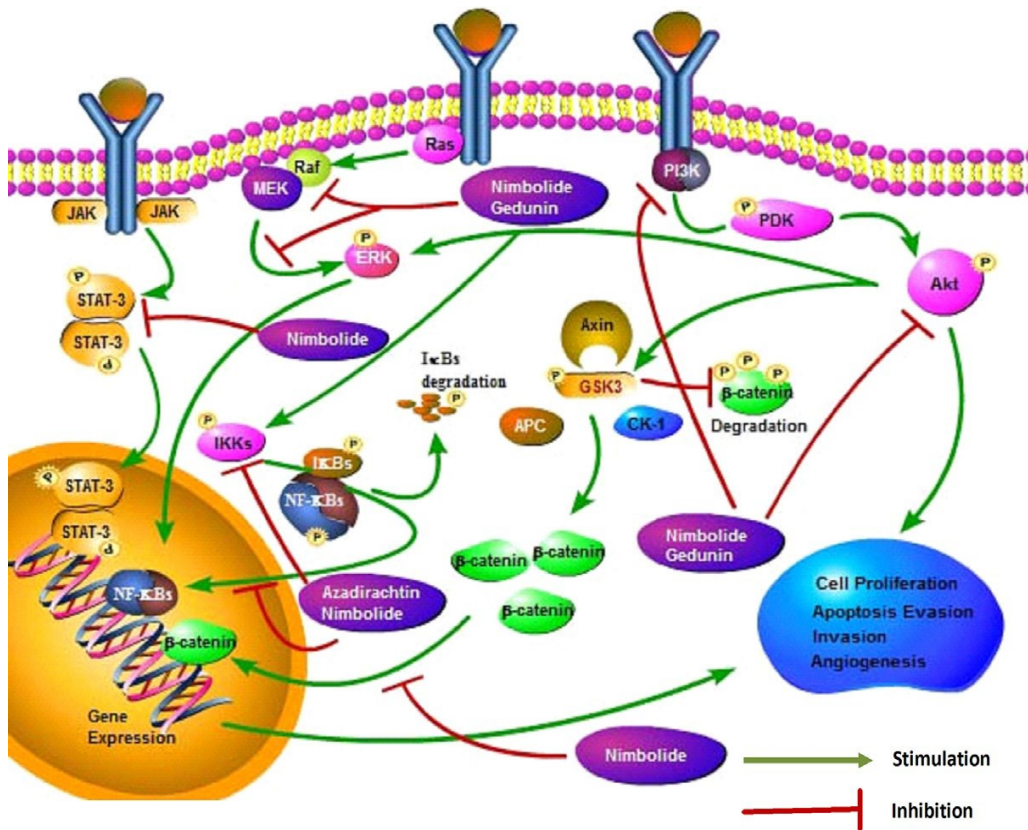 Ras
Raf
MEK
PI3K
JAK
JAK
Nimbolide
Gedunin
P
PDK
P
ERK
Akt
P
P
STAT-3
STAT-3
P
Nimbolide
Axin
IκBs
degradation
P
P
GSK3
P
P
P
β-catenin
Degradation
APC
CK-1
P
IKKs
P
IκBs
NF-κBs
P
P
STAT-3
STAT-3
P
β-catenin
β-catenin
β-catenin
Nimbolide
Gedunin
Azadirachtin
Nimbolide
NF-κBs
β-catenin
Gene
Expression
Cell Proliferation
Apoptosis Evasion
Invasion
Angiogenesis
Nimbolide
Stimulation
Inhibition